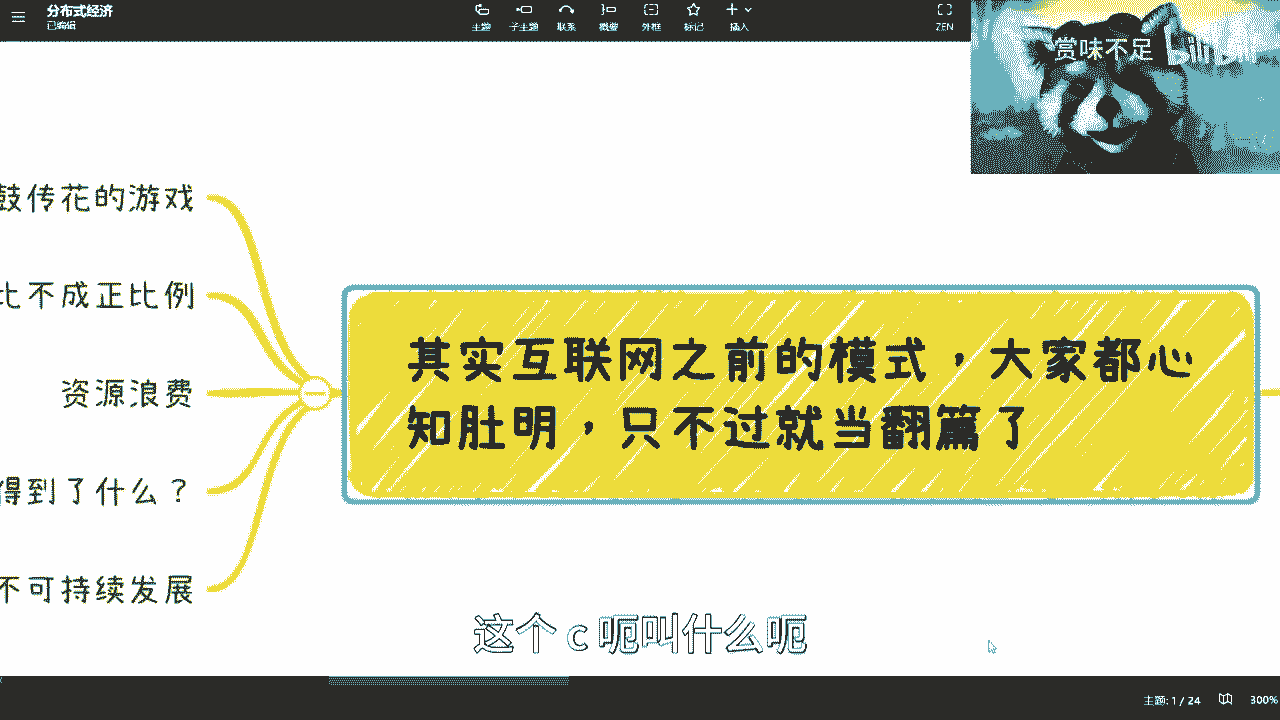 分布式经济
已编辑
主题
子主题
联系
概要
外框
标记
插入
ZEN
赏味不足
bilibili
鼓传花的游戏
比不成正比例
资源浪费
得到了什么？
不可持续发展
其实互联网之前的模式，大家都心
知肚明，只不过就当翻篇了
这个 c 呃叫什么呃
主题: 1 / 24
300%